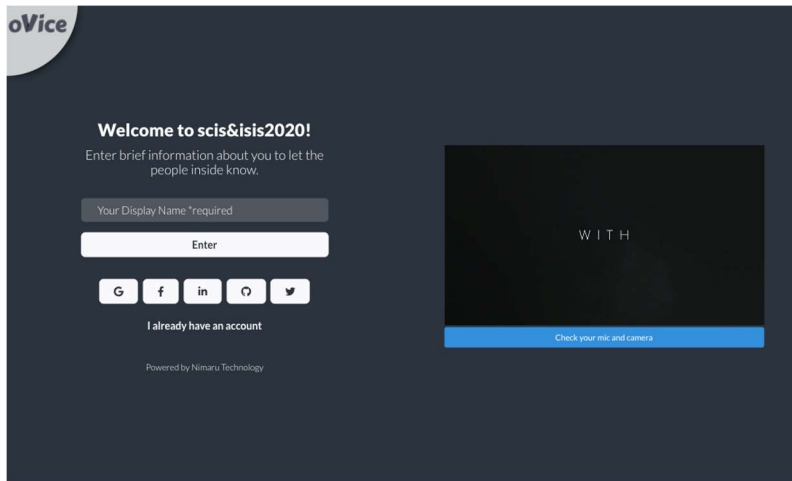 oVice
Welcome to scis&isis2020!
Enter brief information about you to let the
people inside know.
Your Display Name *required
Enter
G f in
I already have an account
Powered by Nimaru Technology
WITH
Check your mic and camera